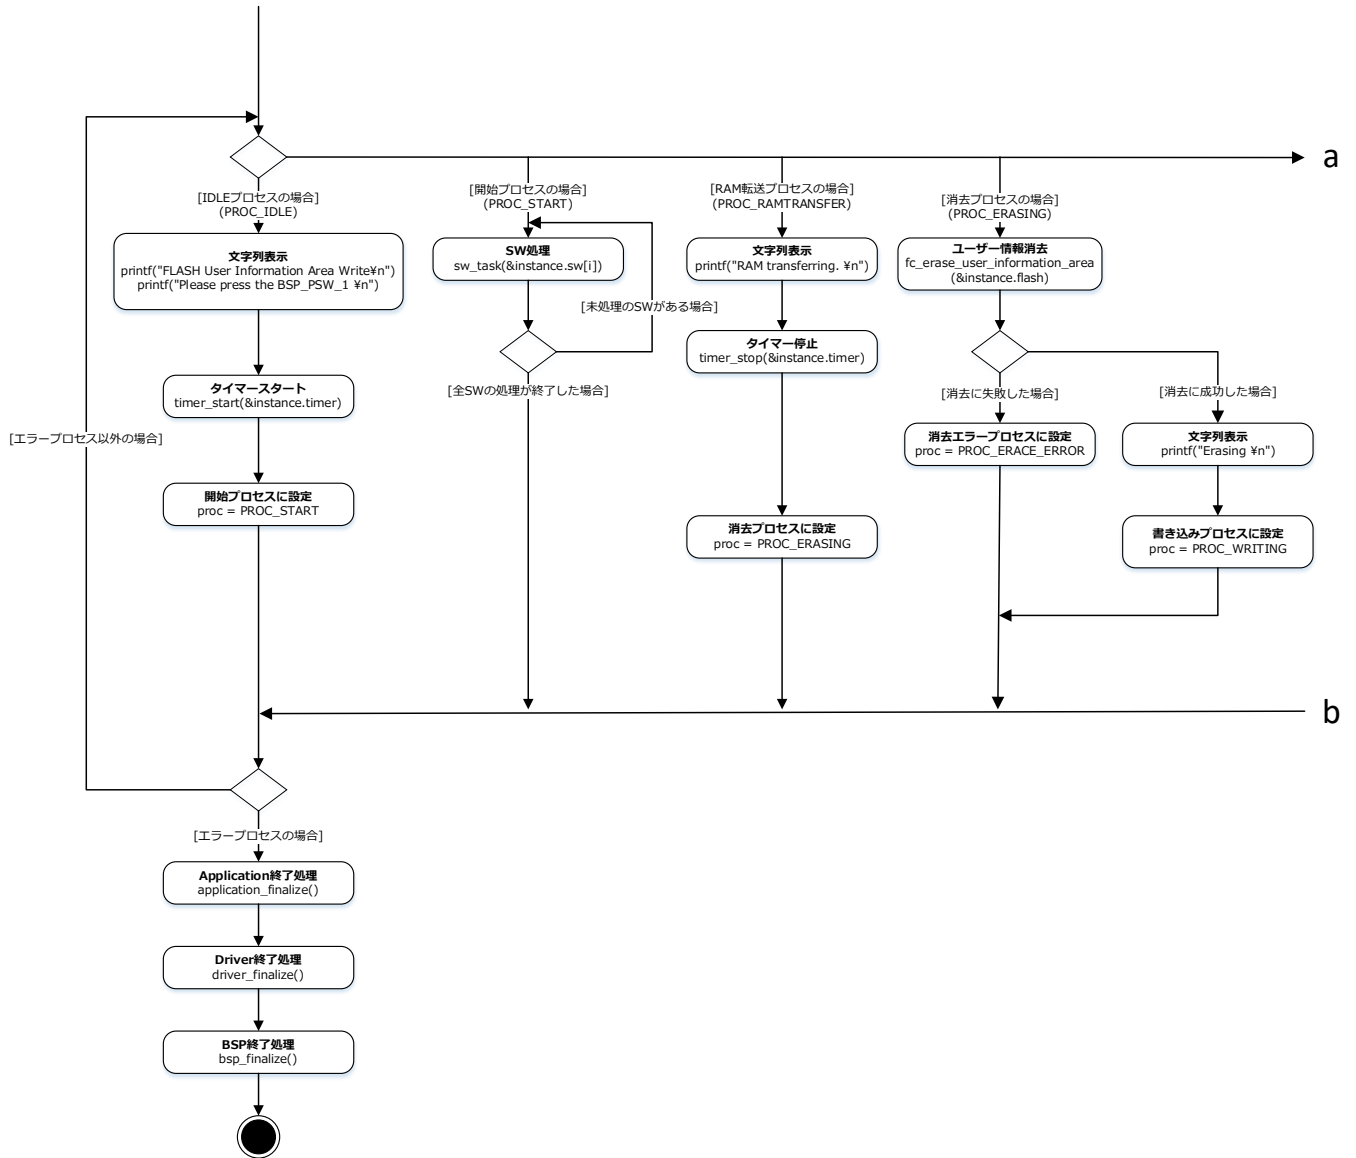 a
[IDLEプロセスの場合]
(PROC_IDLE)
文字列表示
printf("FLASH User Information Area Write¥n")
printf("Please press the BSP_PSW_1 ¥n")
タイマースタート
timer_start(&instance.timer)
[エラープロセス以外の場合]
開始プロセスに設定
proc = PROC_START
[開始プロセスの場合]
(PROC_START)
SW処理
sw_task(&instance.sw[i])
[未処理のSWがある場合]
[全SWの処理が終了した場合]
[RAM転送プロセスの場合]
(PROC_RAMTRANSFER)
文字列表示
printf("RAM transferring. ¥n")
タイマー停止
timer_stop(&instance.timer)
消去プロセスに設定
proc = PROC_ERASING
[消去プロセスの場合]
(PROC_ERASING)
ユーザー情報消去
fc_erase_user_information_area
(&instance.flash)
[消去に失敗した場合]
消去エラープロセスに設定
proc = PROC_ERACE_ERROR
[消去に成功した場合]
文字列表示
printf("Erasing ¥n")
書き込みプロセスに設定
proc = PROC_WRITING
b
[エラープロセスの場合]
Application終了処理
application_finalize()
Driver終了処理
driver_finalize()
BSP終了処理
bsp_finalize()